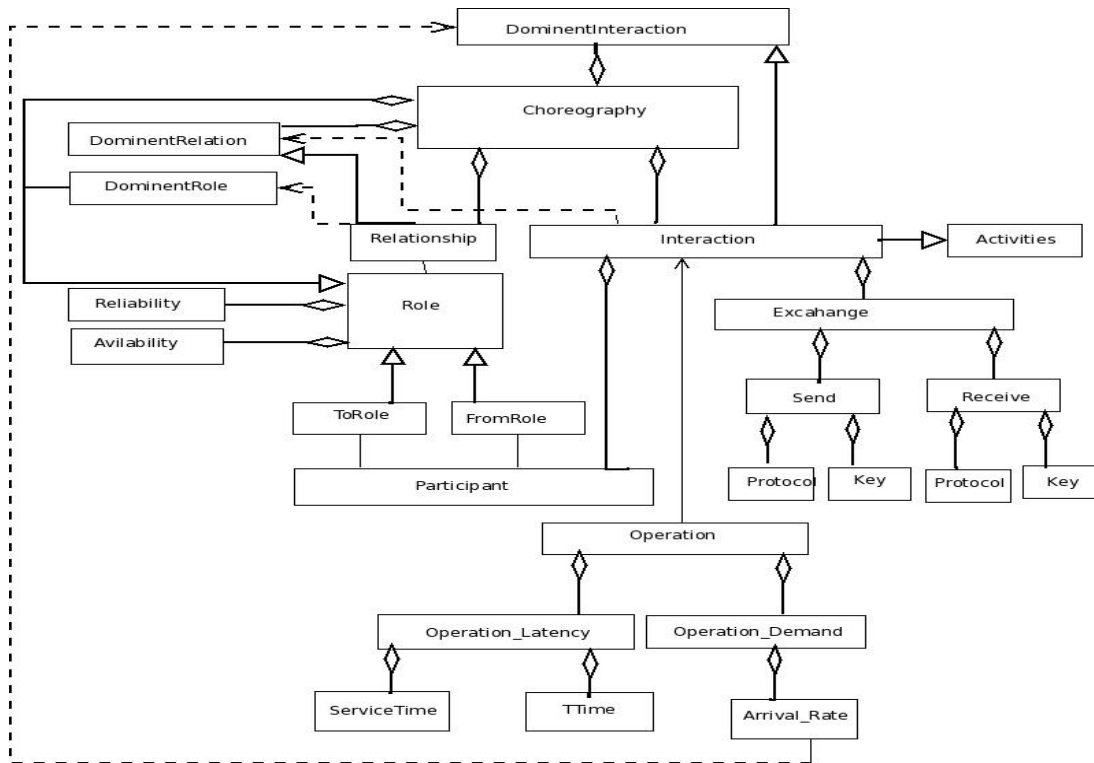 DominentInteraction
Choreography
DominentRelation
DominentRole
Relationship
Interaction
Activities
Reliability
Role
Excahange
Avilability
Send
Receive
ToRole
FromRole
Participant
Protocol
Key
Protocol
Key
Operation
Operation_Latency
Operation_Demand
ServiceTime
TTime
Arrival_Rate